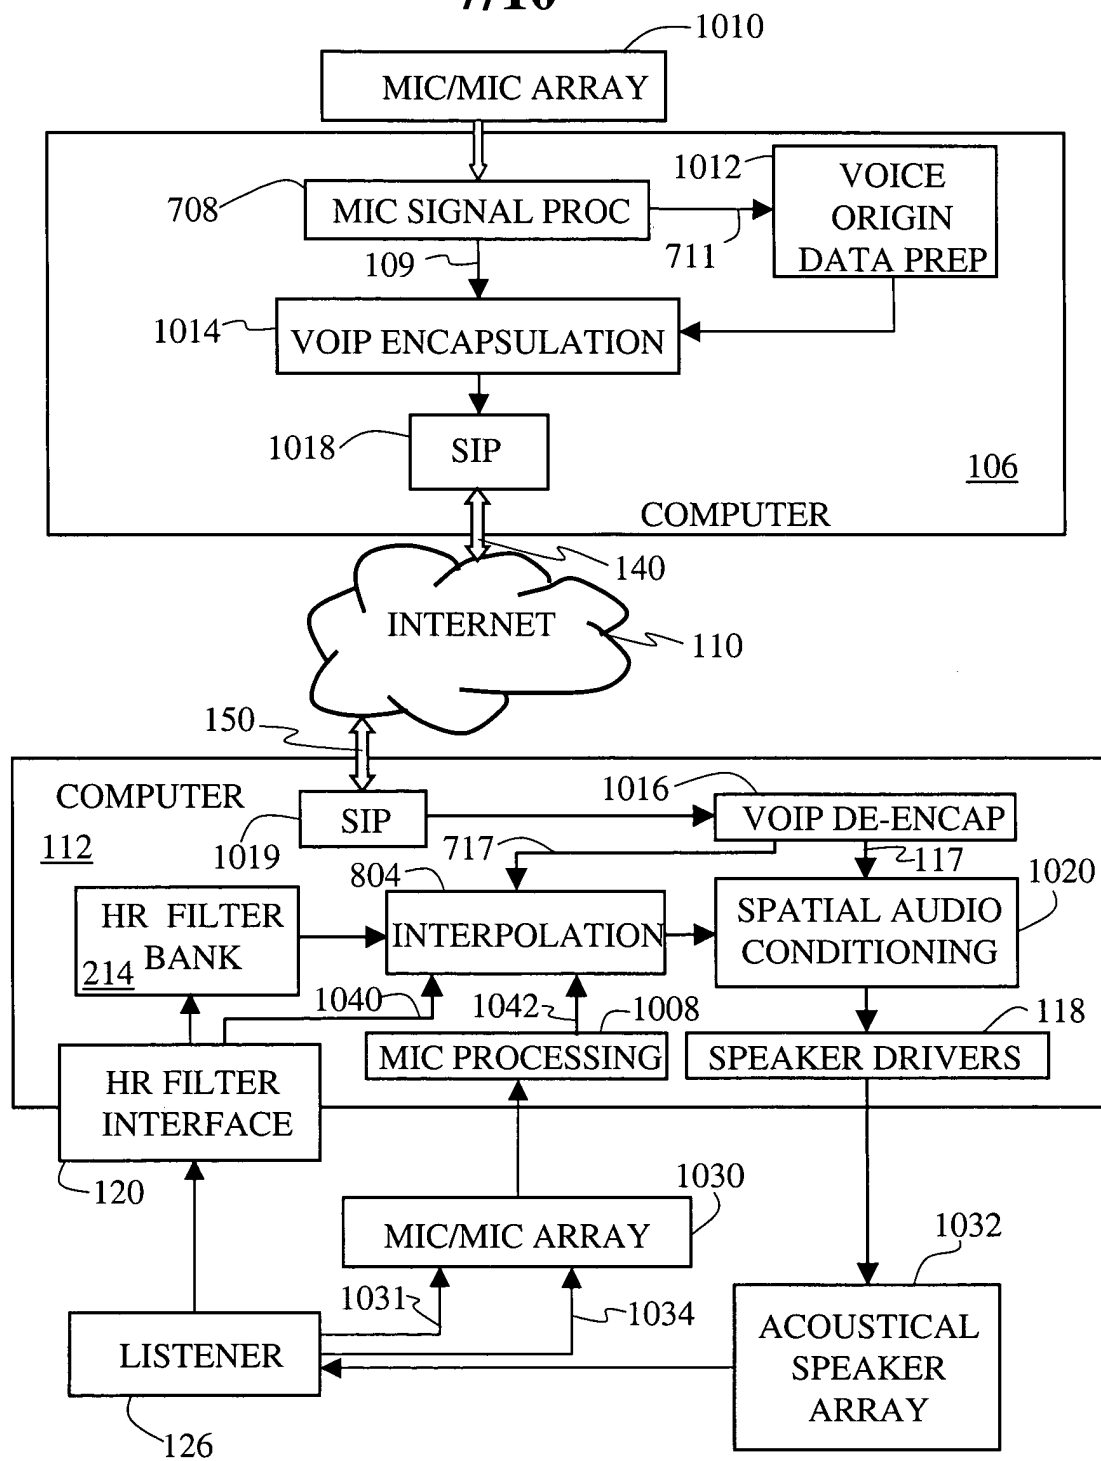 7/10
1010
MIC/MIC ARRAY
1012
VOICE
ORIGIN
DATA PREP
708
MIC SIGNAL PROC
711
109
1014
VOIP ENCAPSULATION
1018
SIP
106
COMPUTER
140
INTERNET
110
150
COMPUTER
112
SIP
1019
1016
VOIP DE-ENCAP
717
117
804
1020
HR FILTER
BANK
214
INTERPOLATION
SPATIAL AUDIO
CONDITIONING
1040
1042
1008
118
MIC PROCESSING
SPEAKER DRIVERS
HR FILTER
INTERFACE
120
1030
MIC/MIC ARRAY
1032
1031
1034
LISTENER
126
ACOUSTICAL
SPEAKER
ARRAY